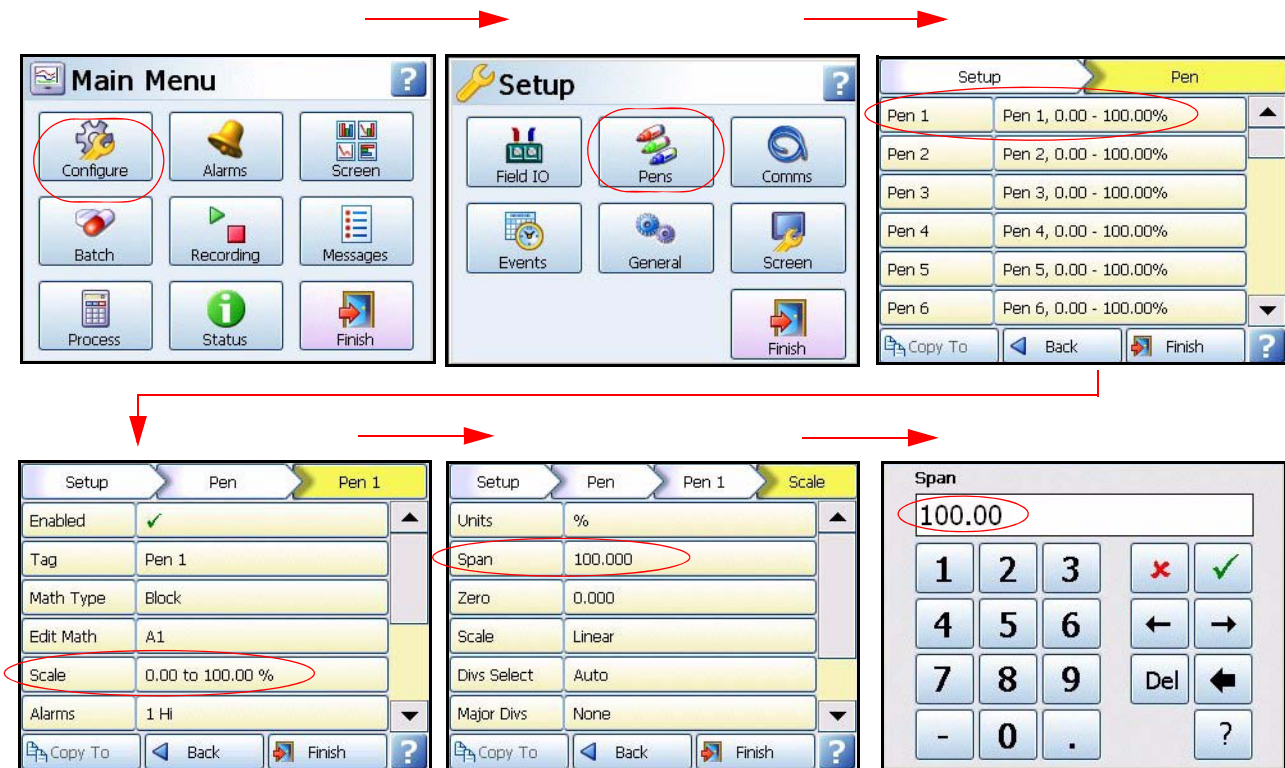 Main Menu ?
Configure Alarms Screen
Batch Recording Messages
Process Status Finish
Setup ?
Field IO Pens Comms
Events General Screen
Finish
Setup Pen
Pen 1 Pen 1, 0.00 - 100.00%
Pen 2 Pen 2, 0.00 - 100.00%
Pen 3 Pen 3, 0.00 - 100.00%
Pen 4 Pen 4, 0.00 - 100.00%
Pen 5 Pen 5, 0.00 - 100.00%
Pen 6 Pen 6, 0.00 - 100.00%
Copy To Back Finish ?
Setup Pen Pen 1
Enabled ✓
Tag Pen 1
Math Type Block
Edit Math A1
Scale 0.00 to 100.00 %
Alarms 1 Hi
Copy To Back Finish ?
Setup Pen Pen 1 Scale
Units %
Span 100.000
Zero 0.000
Scale Linear
Divs Select Auto
Major Divs None
Copy To Back Finish ?
Span
100.00
1 2 3 ✗ ✓
4 5 6 ← →
7 8 9 Del ←
- 0 . ?